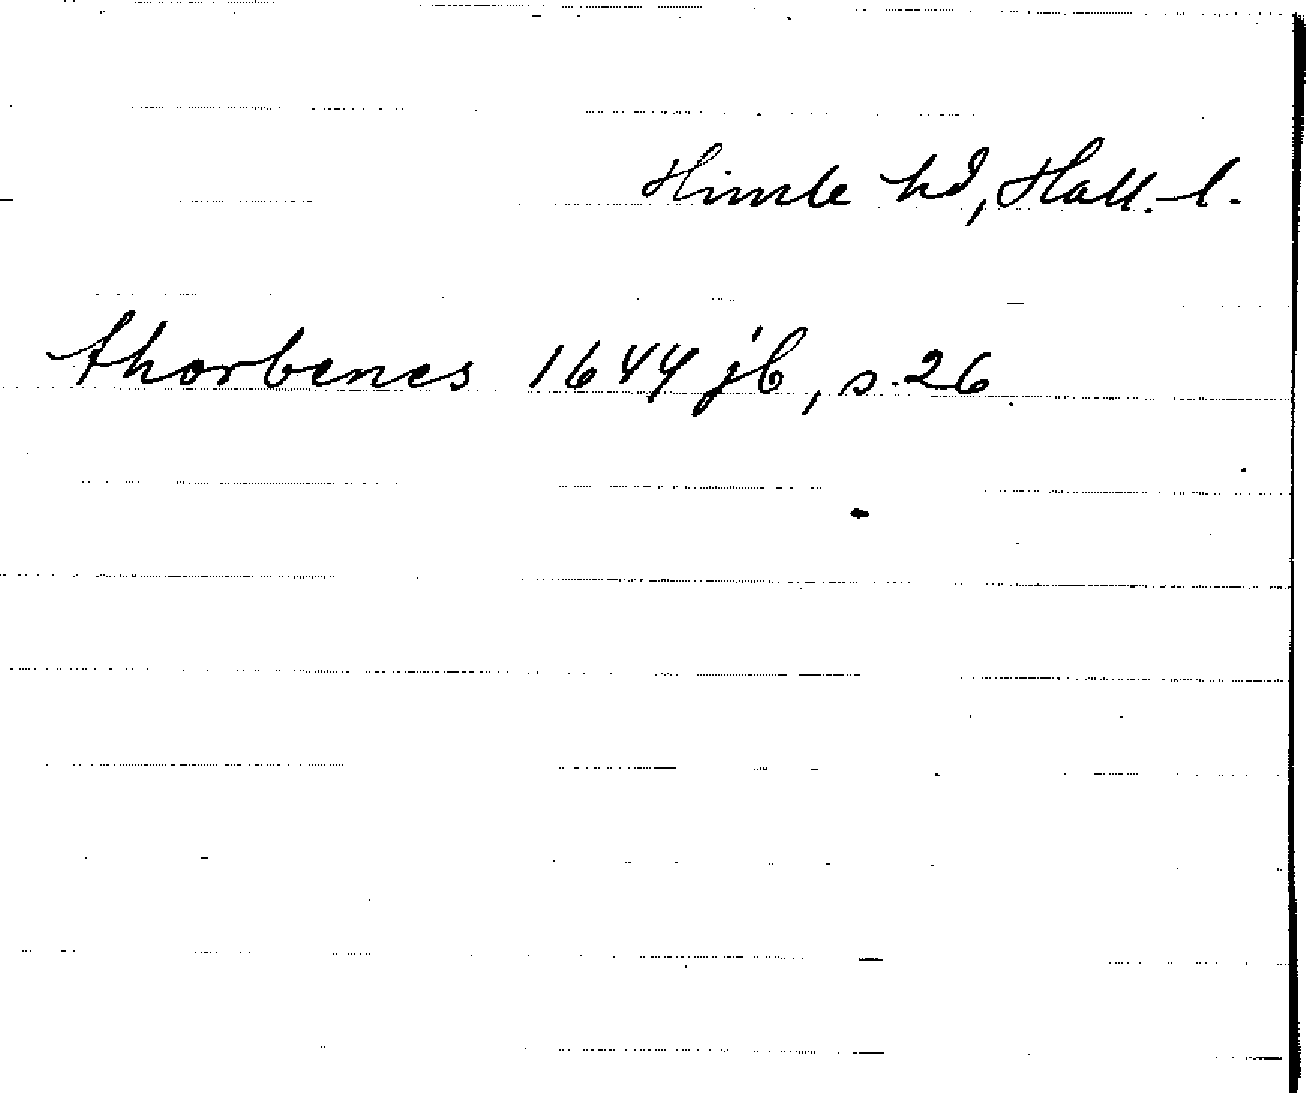 Himle hd, Hall. l.
thorbenes 1644 jb, s. 26